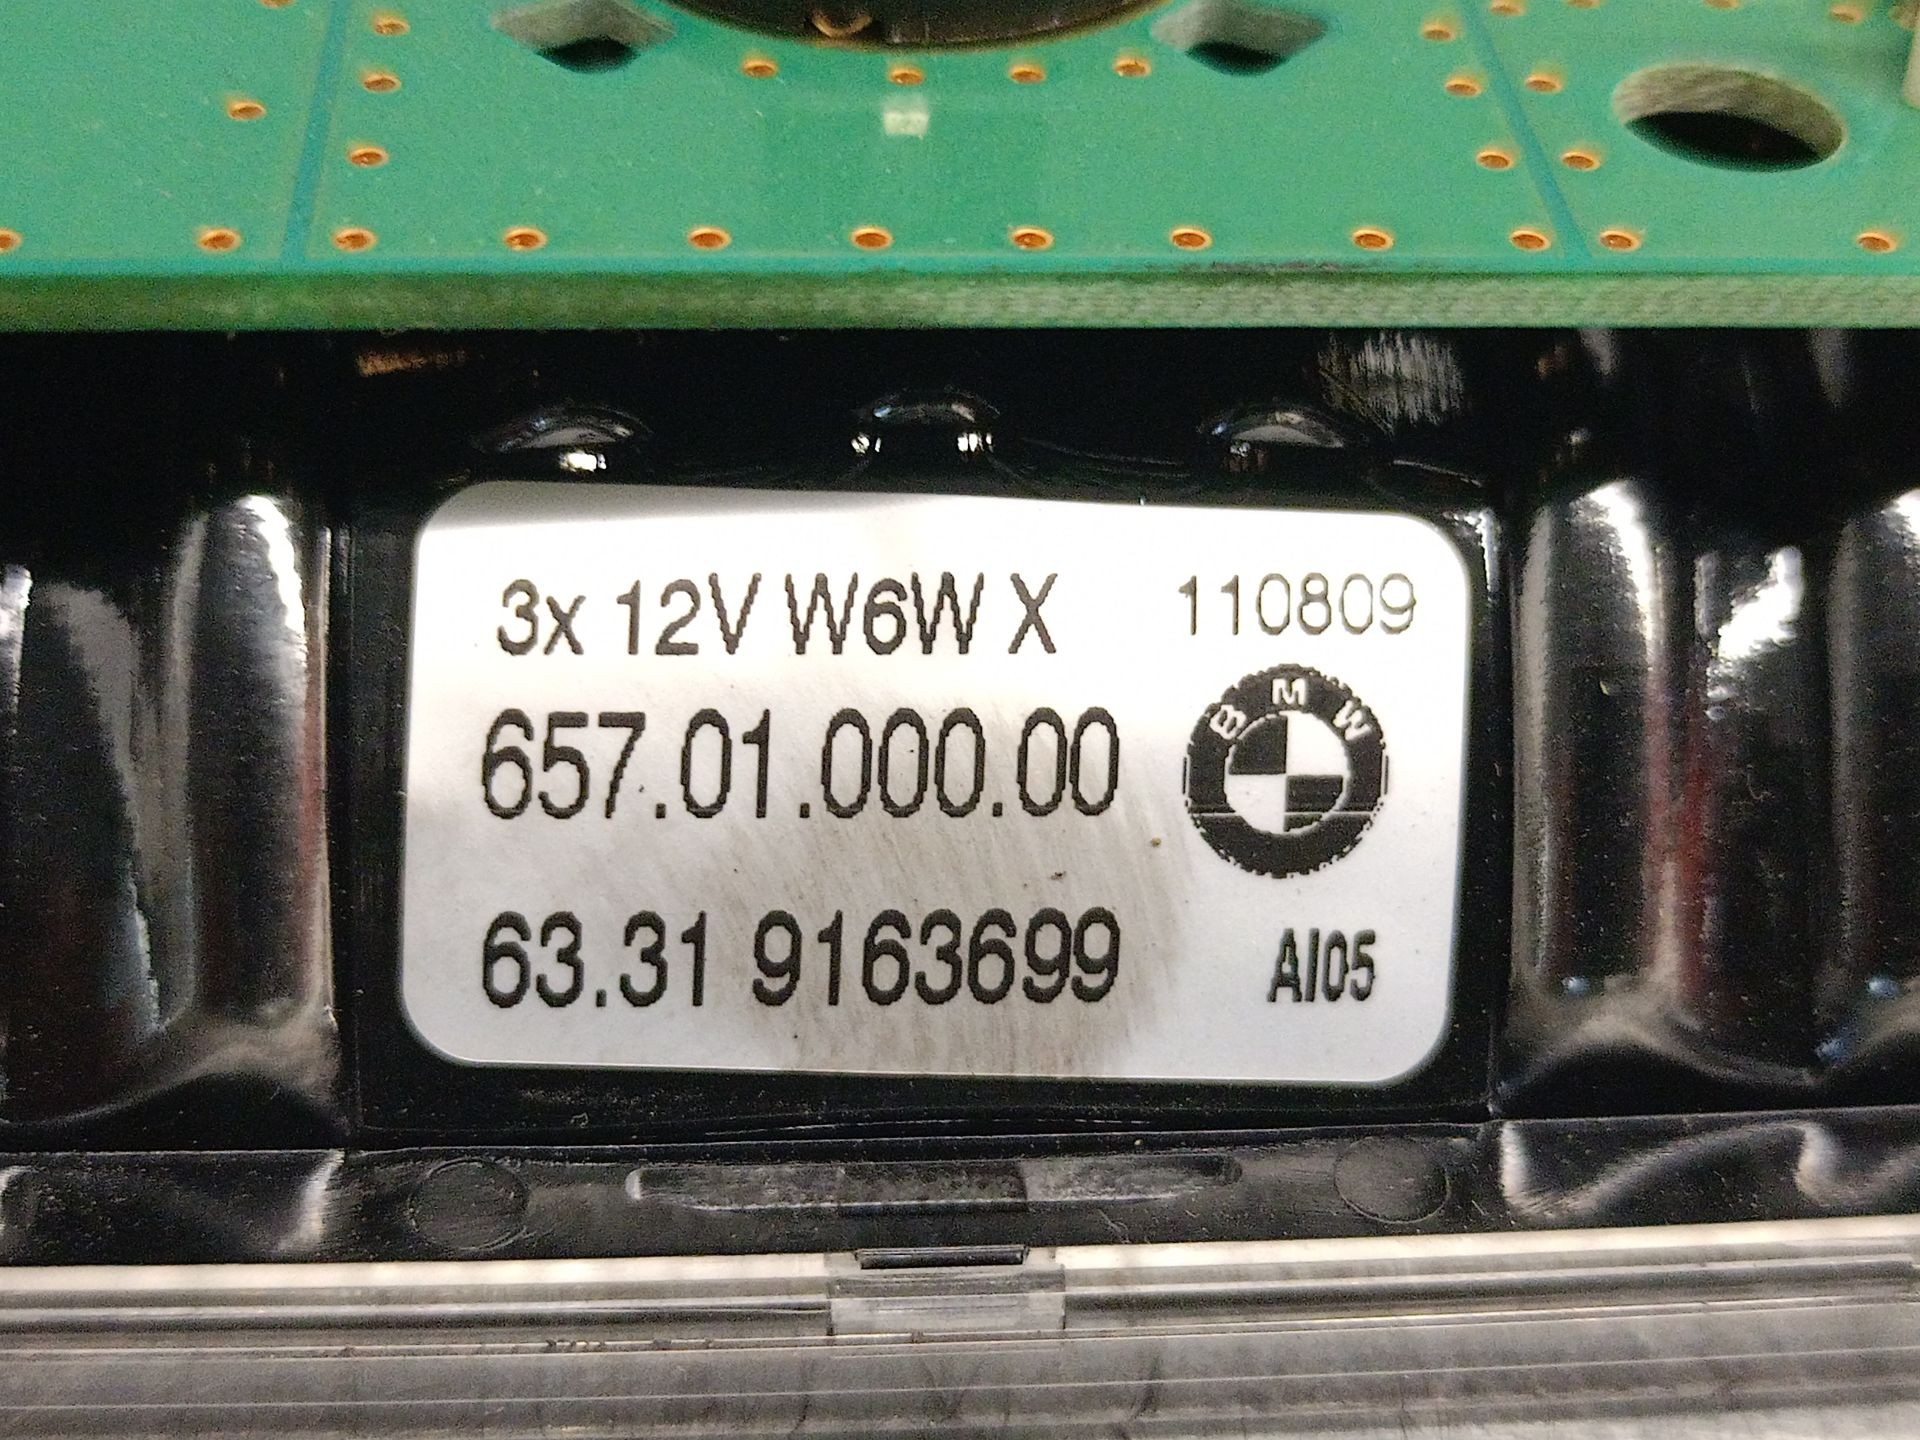 3x 12V W6W X 110809
657.01.000.00
BMW
63.31 9163699 AI05